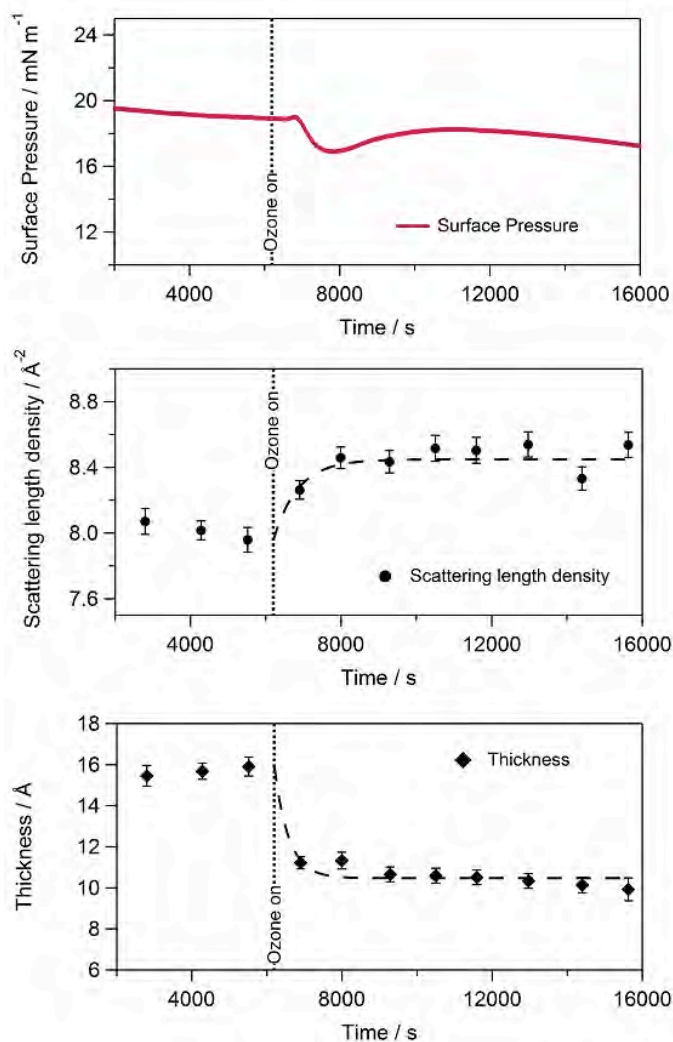 24
20
16
12
Surface Pressure / mN m⁻¹
Ozone on
Surface Pressure
4000 8000 12000 16000
Time / s
8.8
8.4
8.0
7.6
Scattering length density / Å⁻²
Ozone on
Scattering length density
4000 8000 12000 16000
Time / s
18
16
14
12
10
8
6
Thickness / Å
Ozone on
Thickness
4000 8000 12000 16000
Time / s